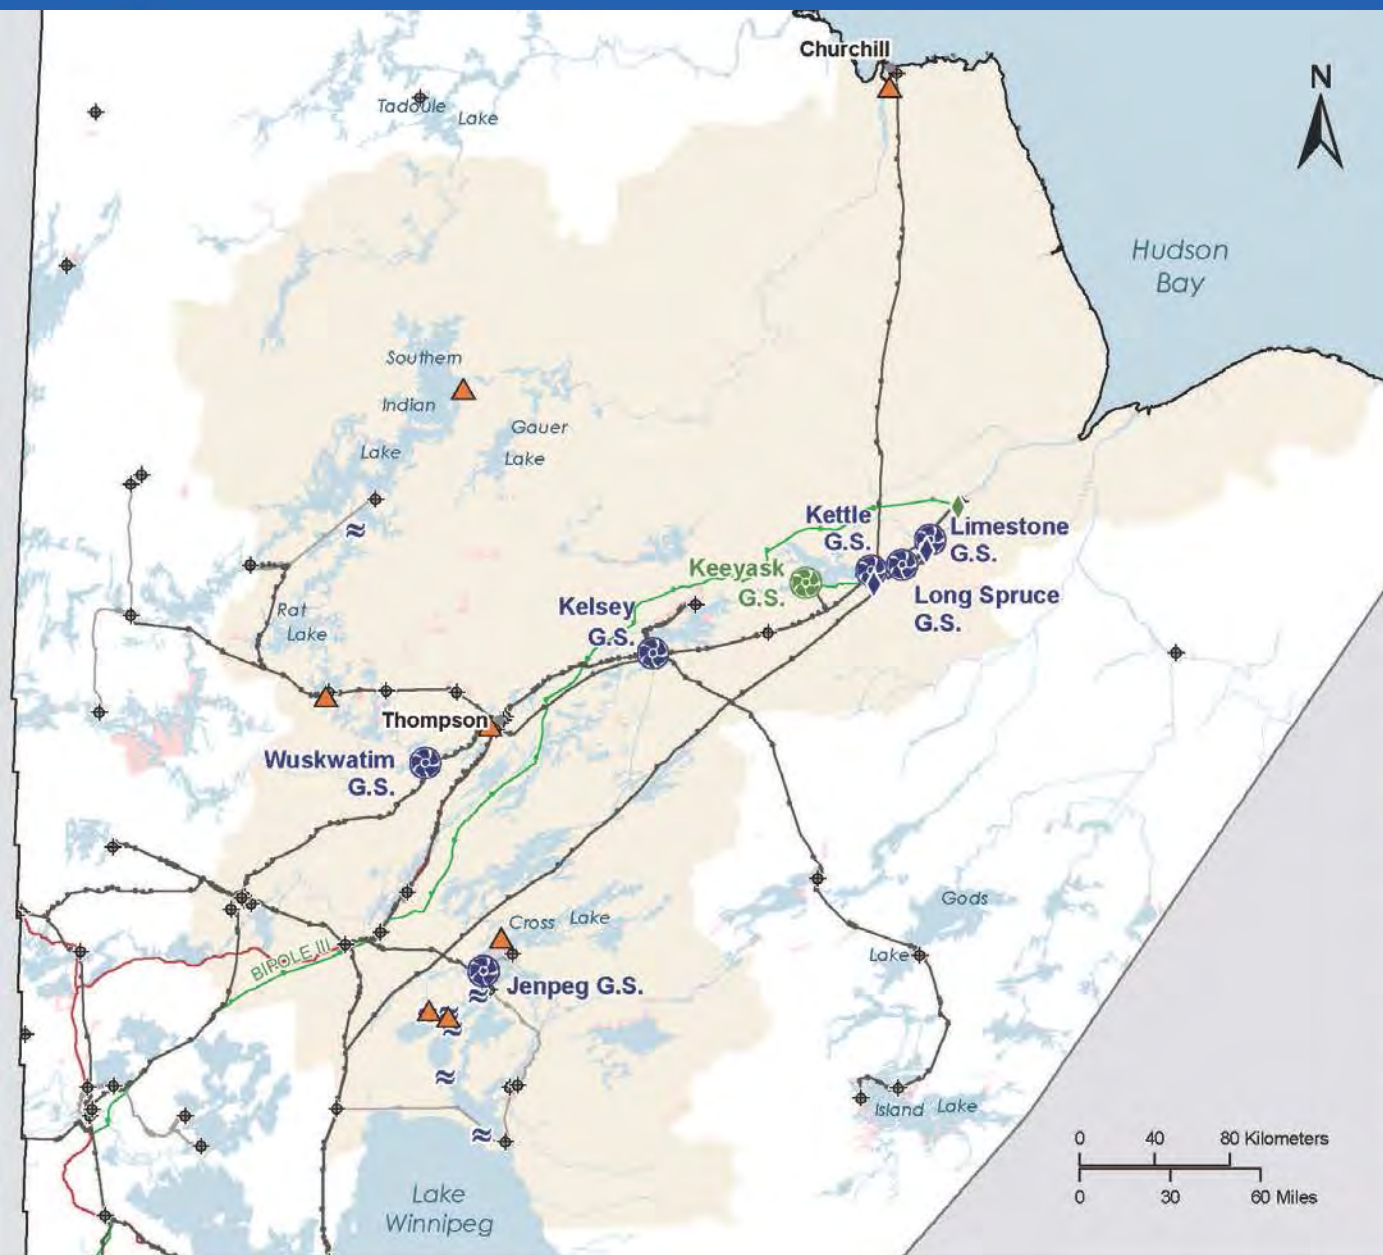 Churchill
N
Tadoule
Lake
Hudson
Bay
Southern
Indian
Lake
Gauer
Lake
Kettle
G.S.
Limestone
G.S.
Keeyask
G.S.
Long Spruce
G.S.
Kelsey
G.S.
Rat
Lake
Thompson
Wuskwatim
G.S.
Gods
Lake
Cross Lake
BIPOLE III
Jenpeg G.S.
Island Lake
Lake
Winnipeg
0 40 80 Kilometers
0 30 60 Miles